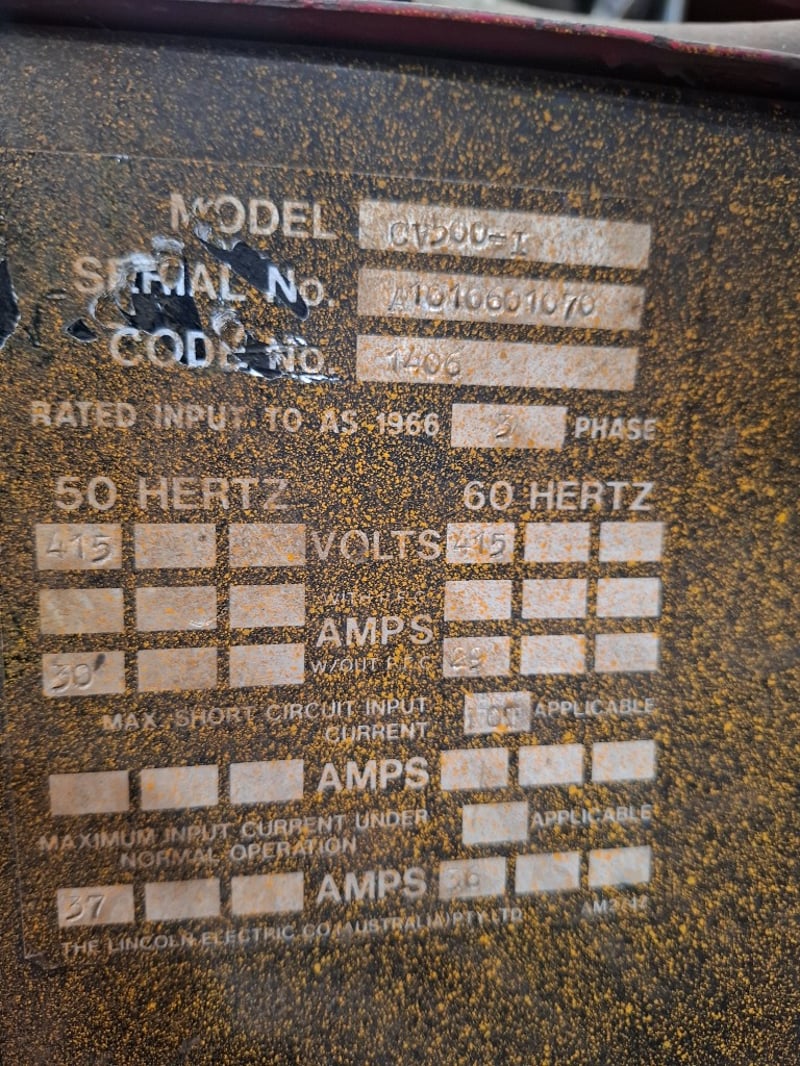 MODEL CV500-I
SERIAL No. A1010601070
CODE No. 1406
RATED INPUT TO AS 1966 3 PHASE
50 HERTZ 60 HERTZ
415 VOLTS 415
WITH P.F.C.
AMPS
30 W/OUT P.F.C. 29
MAX. SHORT CIRCUIT INPUT
CURRENT NOT APPLICABLE
AMPS
MAXIMUM INPUT CURRENT UNDER
NORMAL OPERATION APPLICABLE
37 AMPS 36
THE LINCOLN ELECTRIC CO. (AUSTRALIA) PTY. LTD.